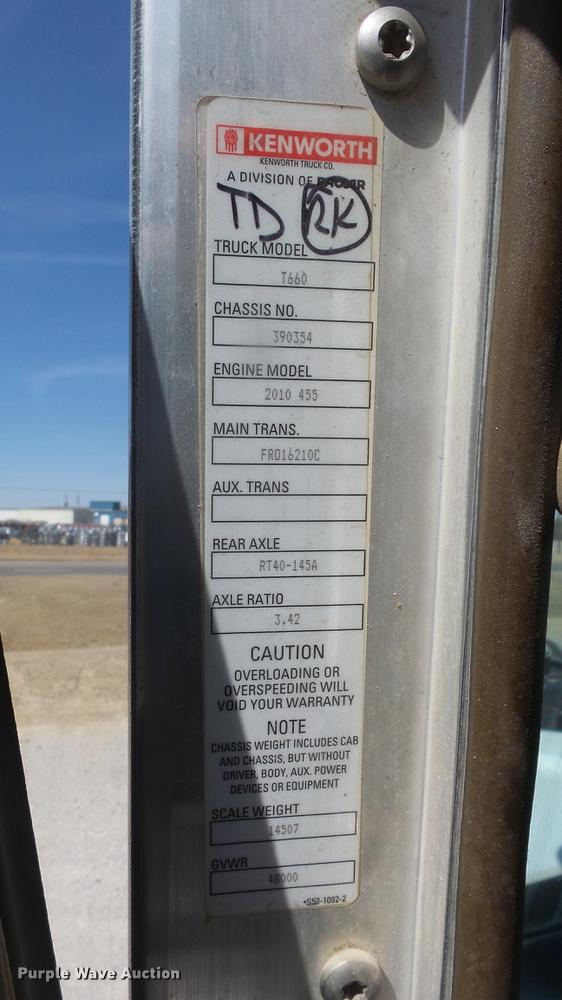 KENWORTH
KENWORTH TRUCK CO.
A DIVISION OF PACCAR
TD 2K
TRUCK MODEL
T660
CHASSIS NO.
390354
ENGINE MODEL
2010 455
MAIN TRANS.
FRO16210C
AUX. TRANS
REAR AXLE
RT40-145A
AXLE RATIO
3.42
CAUTION
OVERLOADING OR
OVERSPEEDING WILL
VOID YOUR WARRANTY
NOTE
CHASSIS WEIGHT INCLUDES CAB
AND CHASSIS, BUT WITHOUT
DRIVER, BODY, AUX. POWER
DEVICES OR EQUIPMENT
SCALE WEIGHT
14507
GVWR
48000
•S53-1092-2
Purple Wave Auction